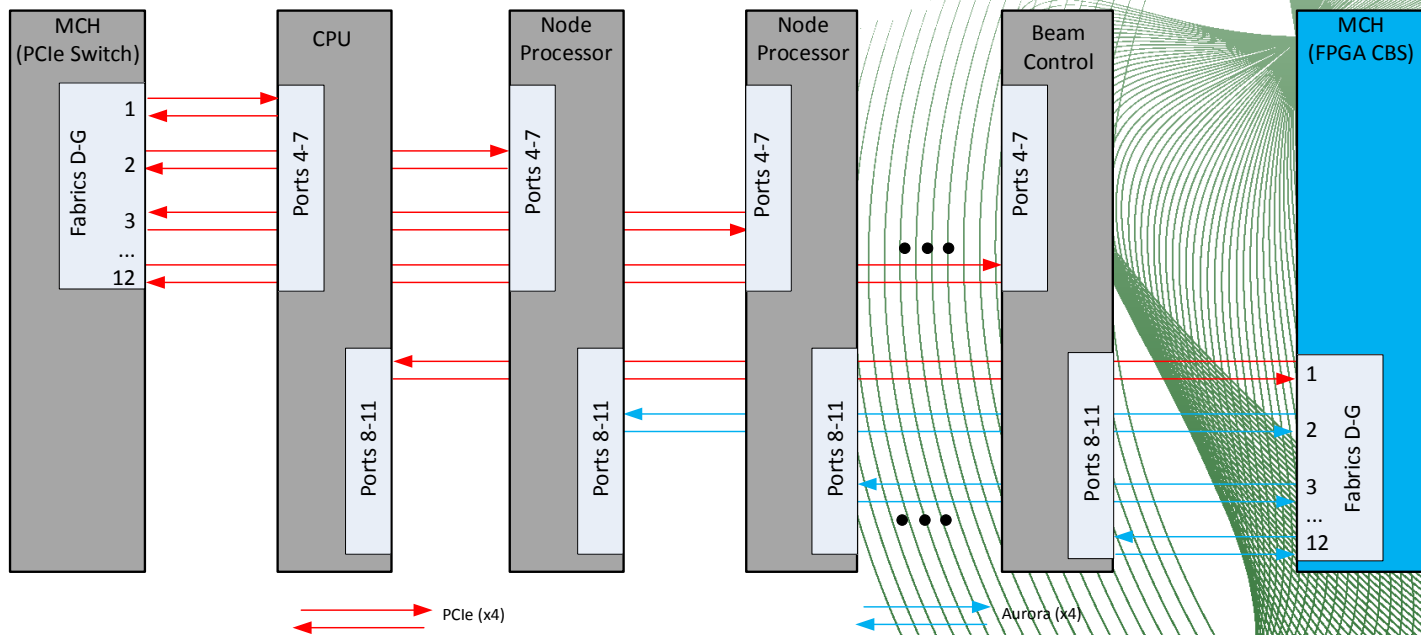 MCH
(PCIe Switch)
CPU
Node
Processor
Node
Processor
Beam
Control
MCH
(FPGA CBS)
Fabrics D-G
1
2
3
...
12
Ports 4-7
Ports 4-7
Ports 4-7
Ports 4-7
Ports 8-11
Ports 8-11
Ports 8-11
Ports 8-11
1
2
3
...
12
Fabrics D-G
PCIe (x4)
Aurora (x4)